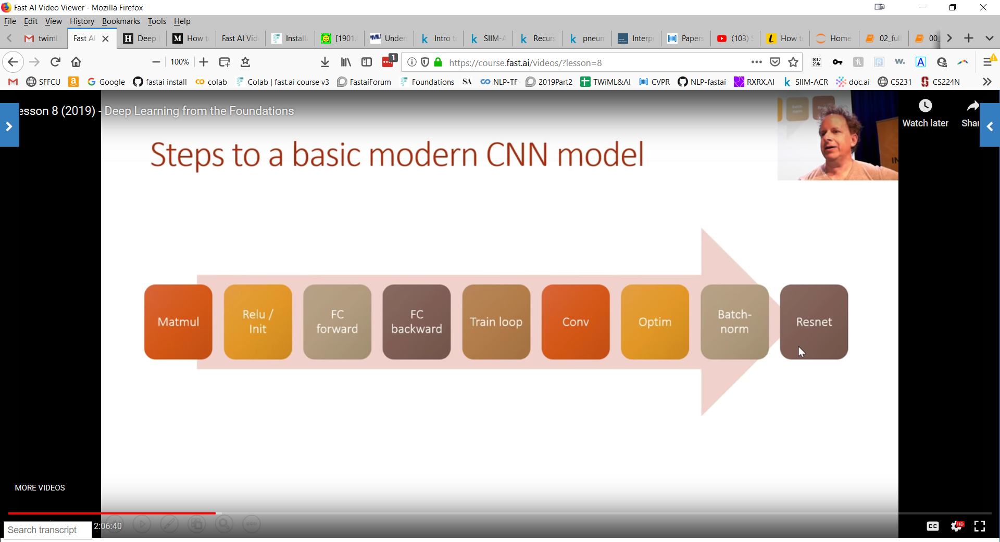 Fast AI Video Viewer - Mozilla Firefox
File Edit View History Bookmarks Tools Help
twiml Fast AI Deep How t Fast AI Vid Install [1901. Under Intro t SIIM-A Recurs pneum Interp Papers (103) How t Home 02_full 00_
100% 1 https://course.fast.ai/videos/?lesson=8
SFFCU Google fastai install colab Colab | fast.ai course v3 FastaiForum Foundations SA NLP-TF 2019Part2 TWiML&AI CVPR NLP-fastai RXRX.AI SIIM-ACR doc.ai CS231 CS224N
esson 8 (2019) - Deep Learning from the Foundations
Watch later Shar
Steps to a basic modern CNN model
Matmul
Relu /
Init
FC
forward
FC
backward
Train loop
Conv
Optim
Batch-
norm
Resnet
MORE VIDEOS
Search transcript
2:06:40
CC HD